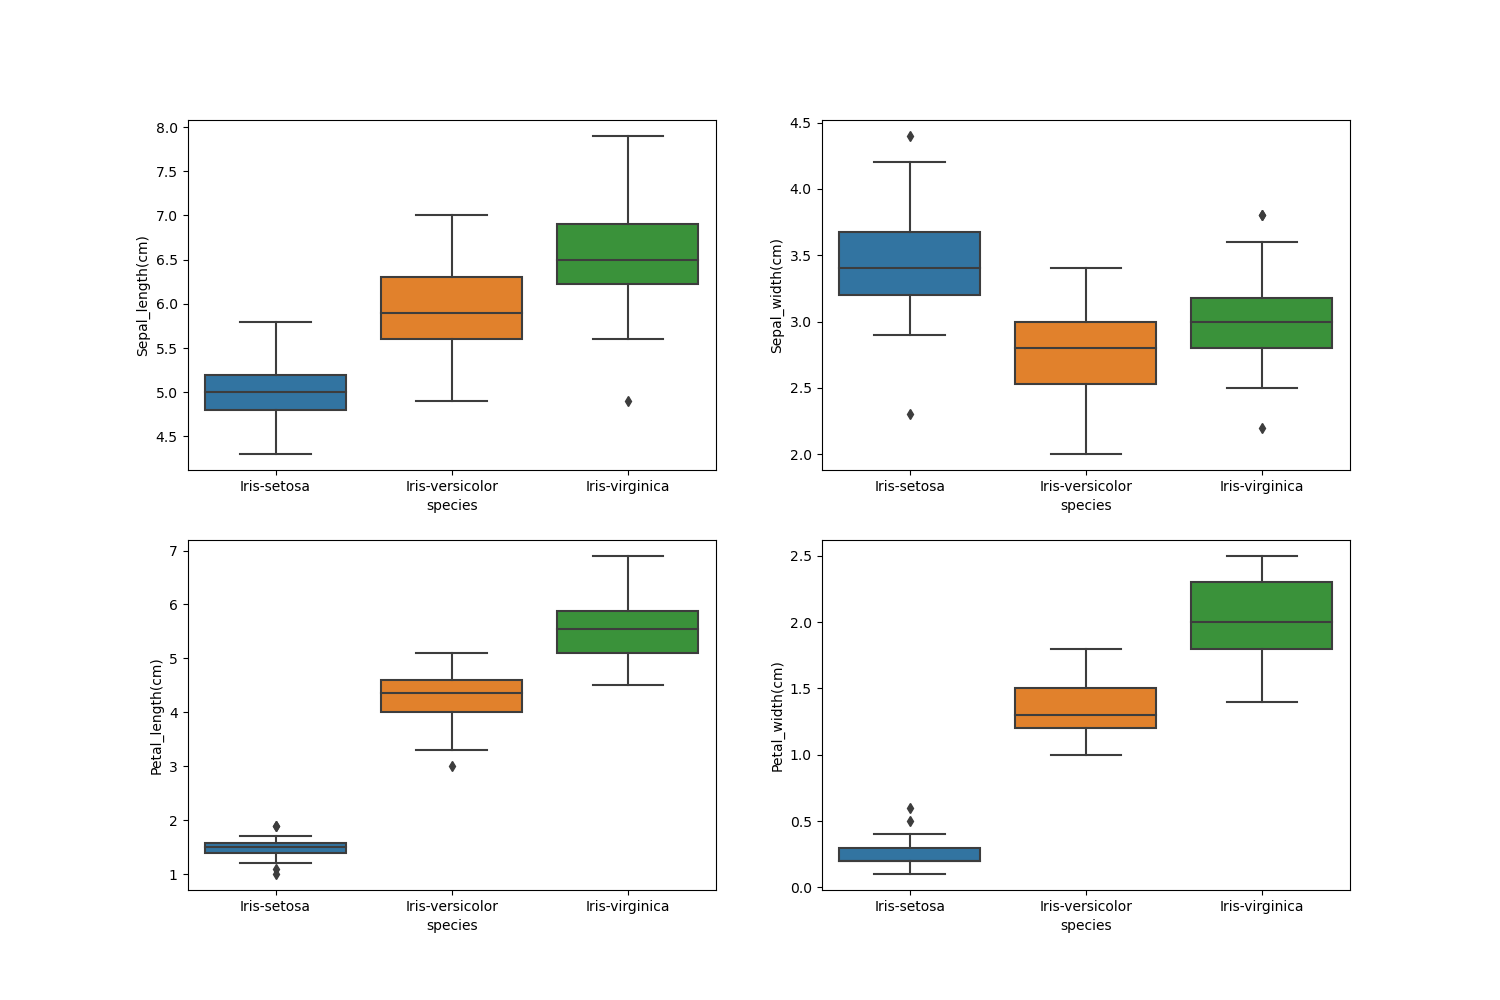 Sepal_length(cm)
8.0
7.5
7.0
6.5
6.0
5.5
5.0
4.5
Iris-setosa Iris-versicolor Iris-virginica
species
Sepal_width(cm)
4.5
4.0
3.5
3.0
2.5
2.0
Iris-setosa Iris-versicolor Iris-virginica
species
Petal_length(cm)
7
6
5
4
3
2
1
Iris-setosa Iris-versicolor Iris-virginica
species
Petal_width(cm)
2.5
2.0
1.5
1.0
0.5
0.0
Iris-setosa Iris-versicolor Iris-virginica
species